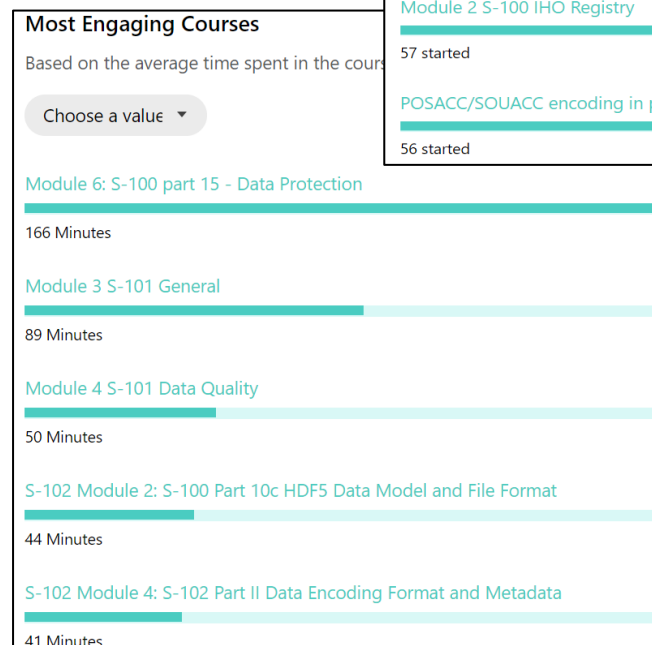 Most Engaging Courses
Based on the average time spent in the
Choose a value
Module 6: S-100 part 15 - Data Protection
166 Minutes
Module 3 S-101 General
89 Minutes
Module 4 S-101 Data Quality
50 Minutes
S-102 Module 2: S-100 Part 10c HDF5 Data Model and File Format
44 Minutes
S-102 Module 4: S-102 Part II Data Encoding Format and Metadata
41 Minutes
Module 2 S-100 IHO Registry
57 started
POSACC/SOUACC encoding in
56 started